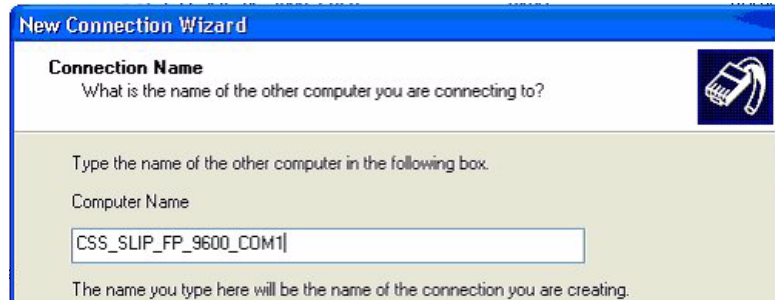 New Connection Wizard
Connection Name
What is the name of the other computer you are connecting to?
Type the name of the other computer in the following box.
Computer Name
CSS_SLIP_FP_9600_COM1
The name you type here will be the name of the connection you are creating.